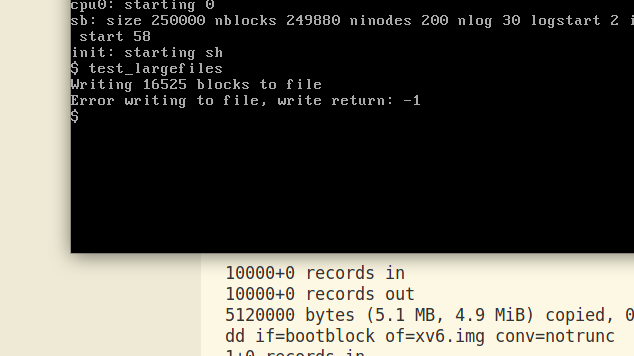 cpu0: starting 0
sb: size 250000 nblocks 249880 ninodes 200 nlog 30 logstart 2 i
start 58
init: starting sh
$ test_largefiles
Writing 16525 blocks to file
Error writing to file, write return: -1
$
10000+0 records in
10000+0 records out
5120000 bytes (5.1 MB, 4.9 MiB) copied, 0
dd if=bootblock of=xv6.img conv=notrunc
1+0 records in